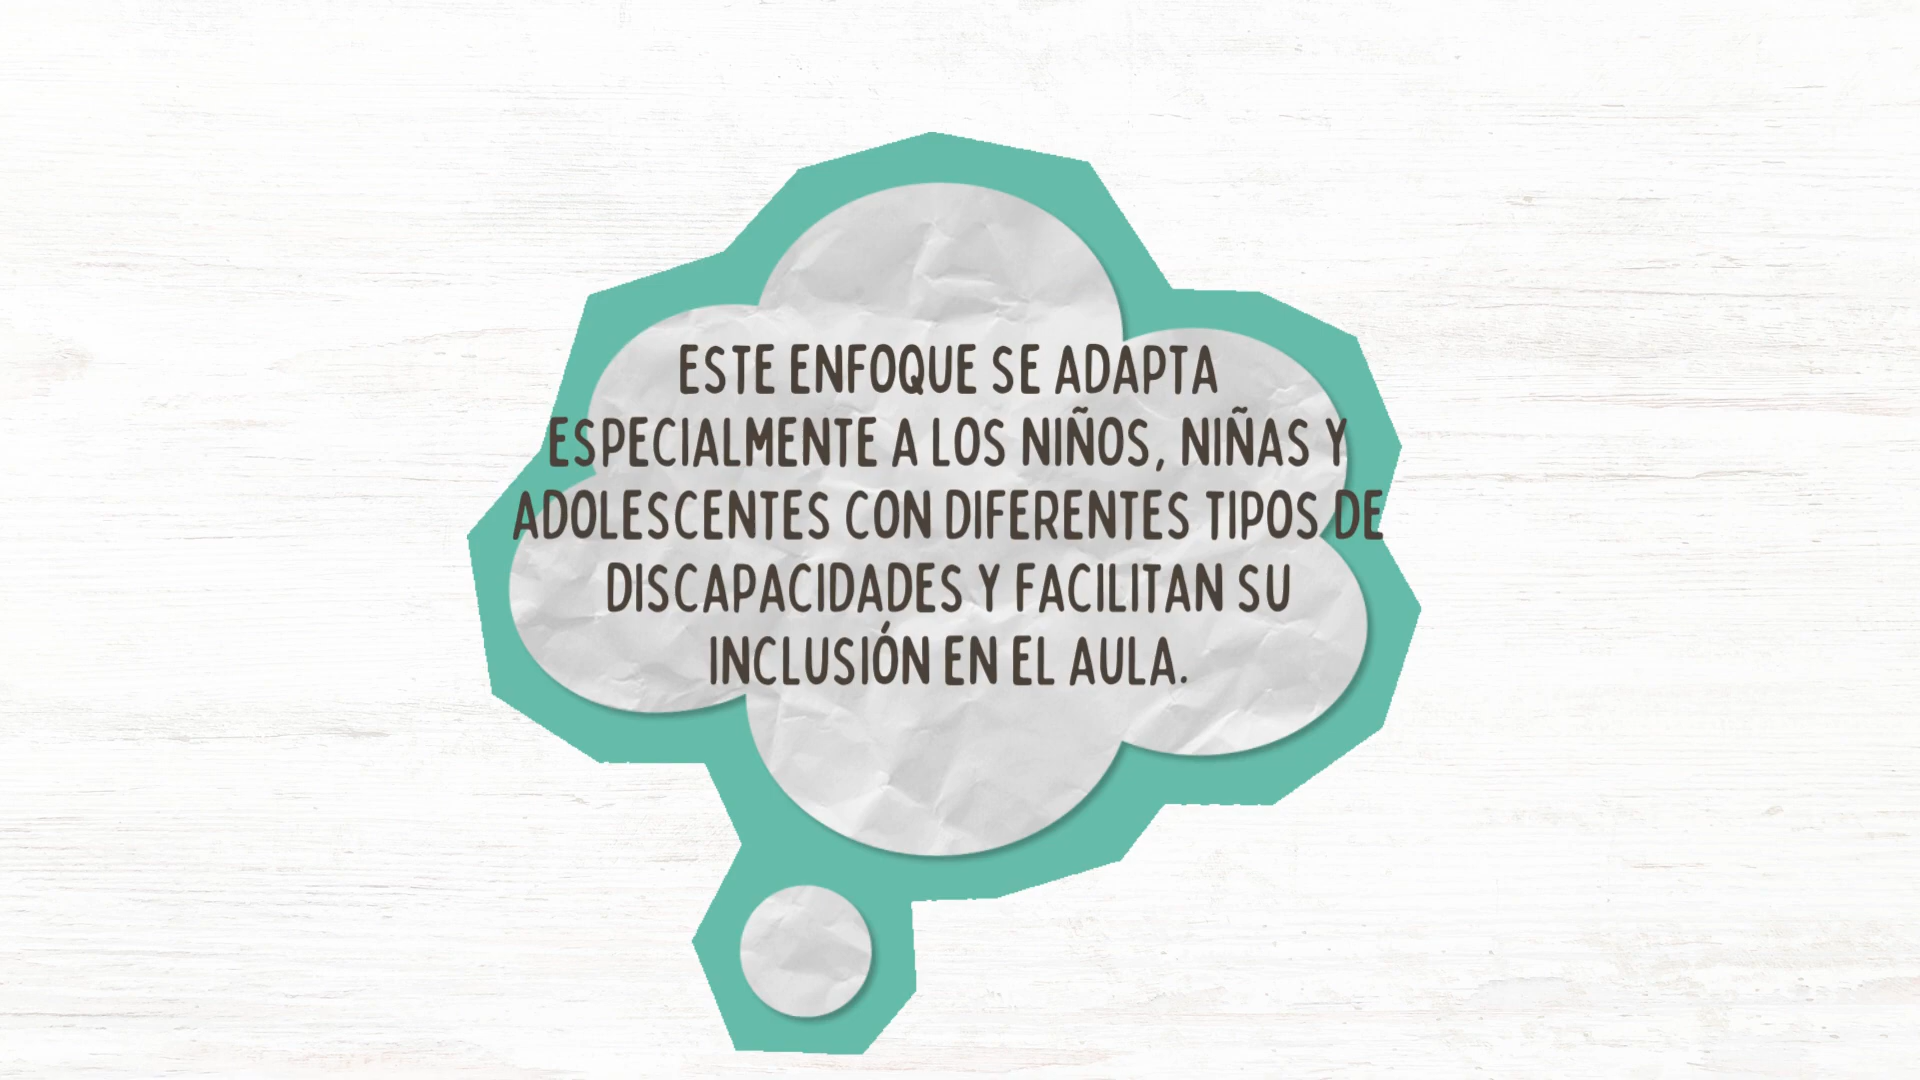 ESTE ENFOQUE SE ADAPTA
ESPECIALMENTE A LOS NIÑOS, NIÑAS Y
ADOLESCENTES CON DIFERENTES TIPOS DE
DISCAPACIDADES Y FACILITAN SU
INCLUSIÓN EN EL AULA.